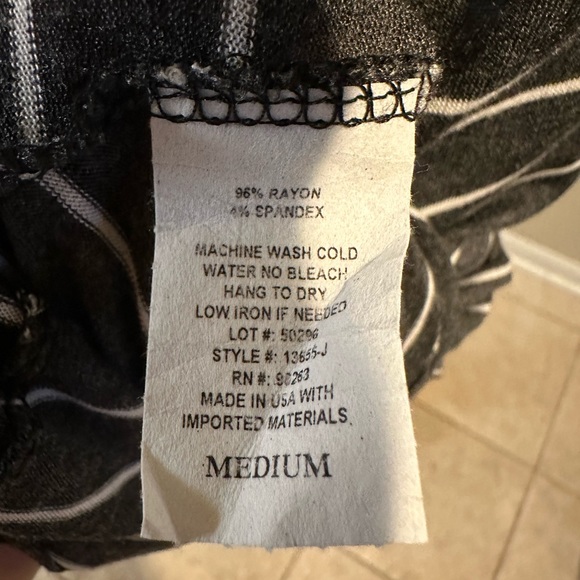 96% RAYON
4% SPANDEX
MACHINE WASH COLD
WATER NO BLEACH
HANG TO DRY
LOW IRON IF NEEDED
LOT #: 50296
STYLE #: 13655-J
RN #:
MADE IN USA WITH
IMPORTED MATERIALS
MEDIUM